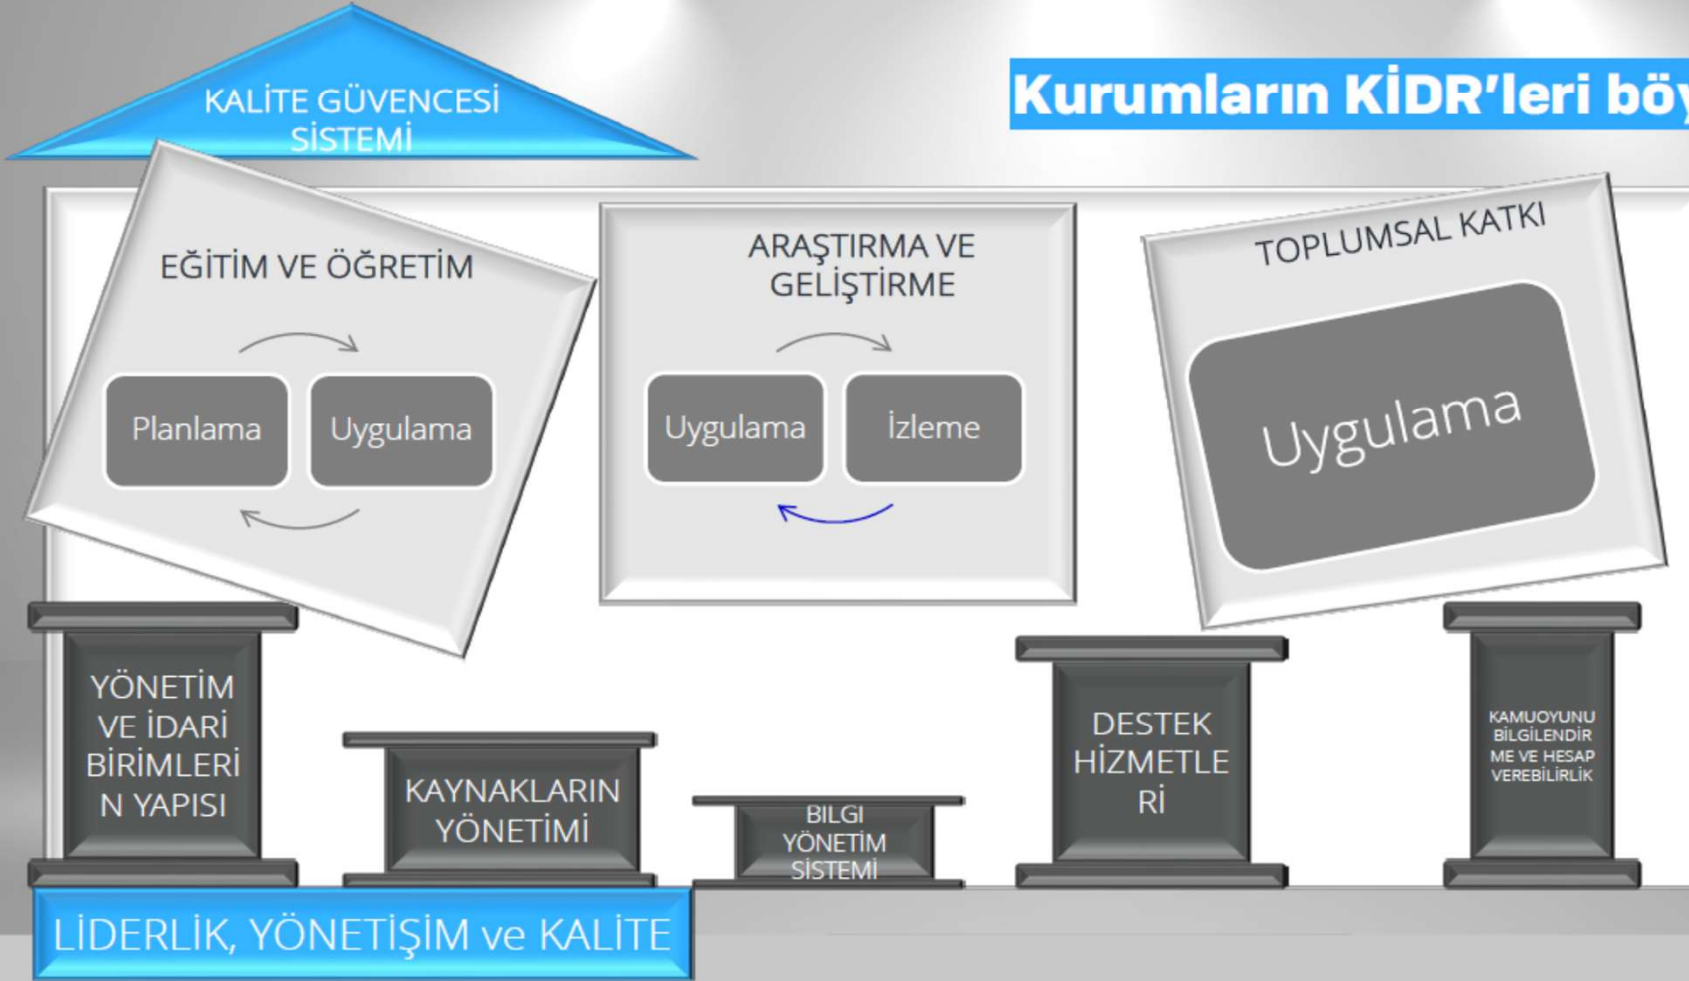 KALİTE GÜVENCESİ
SİSTEMİ
Kurumların KİDR’leri
EĞİTİM VE ÖĞRETİM
Planlama
Uygulama
ARAŞTIRMA VE
GELİŞTİRME
Uygulama
İzleme
TOPLUMSAL KATKI
Uygulama
YÖNETİM
VE İDARİ
BİRİMLERİ
N YAPISI
KAYNAKLARIN
YÖNETİMİ
BILGI
YÖNETİM
SİSTEMİ
DESTEK
HİZMETLE
Rİ
KAMUOYUNU
BİLGİLENDİR
ME VE HESAP
VEREBİLİRLİK
LİDERLİK, YÖNETİŞİM ve KALİTE